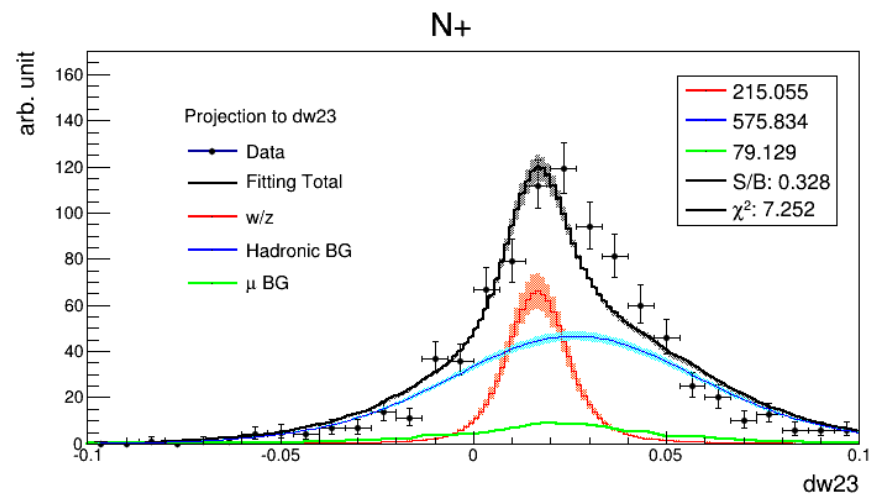 N+
arb. unit
160
140
120
100
80
60
40
20
0
Projection to dw23
Data
Fitting Total
w/z
Hadronic BG
μ BG
215.055
575.834
79.129
S/B: 0.328
χ²: 7.252
-0.1 -0.05 0 0.05 0.1
dw23